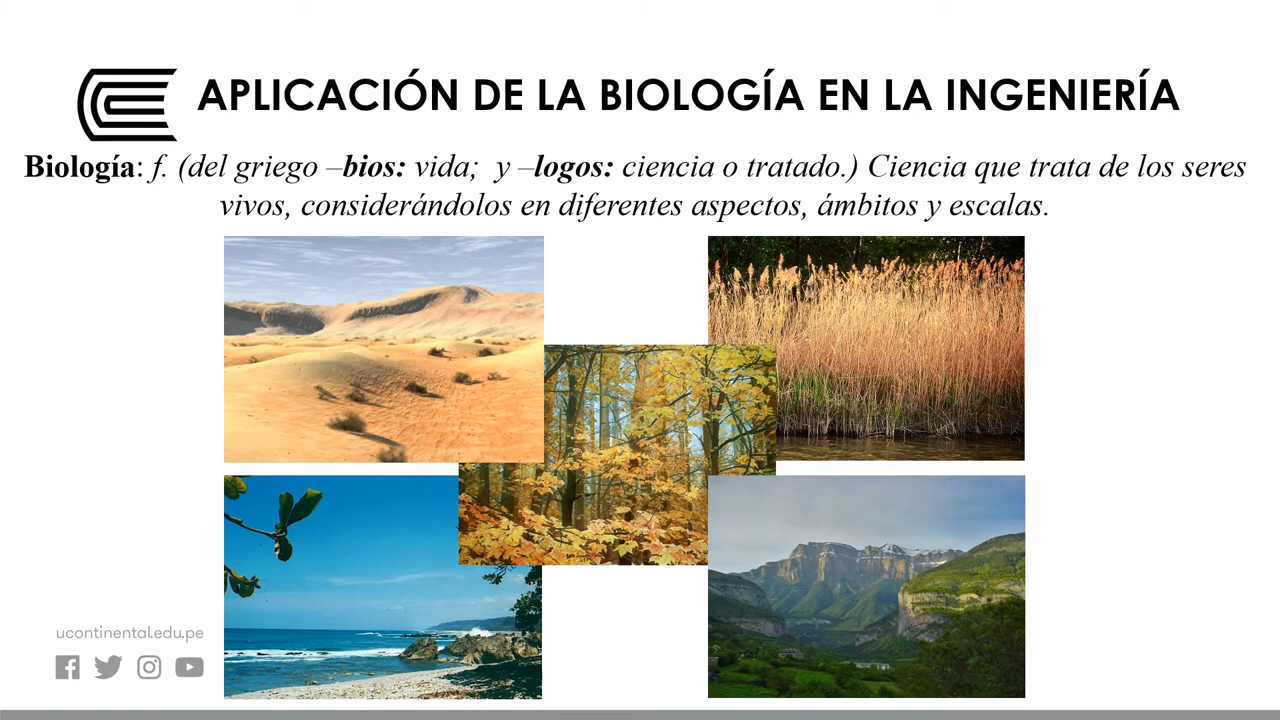 APLICACIÓN DE LA BIOLOGÍA EN LA INGENIERÍA
Biología: f. (del griego –bios: vida;  y –logos: ciencia o tratado.) Ciencia que trata de los seres
vivos, considerándolos en diferentes aspectos, ámbitos y escalas.
ucontinental.edu.pe